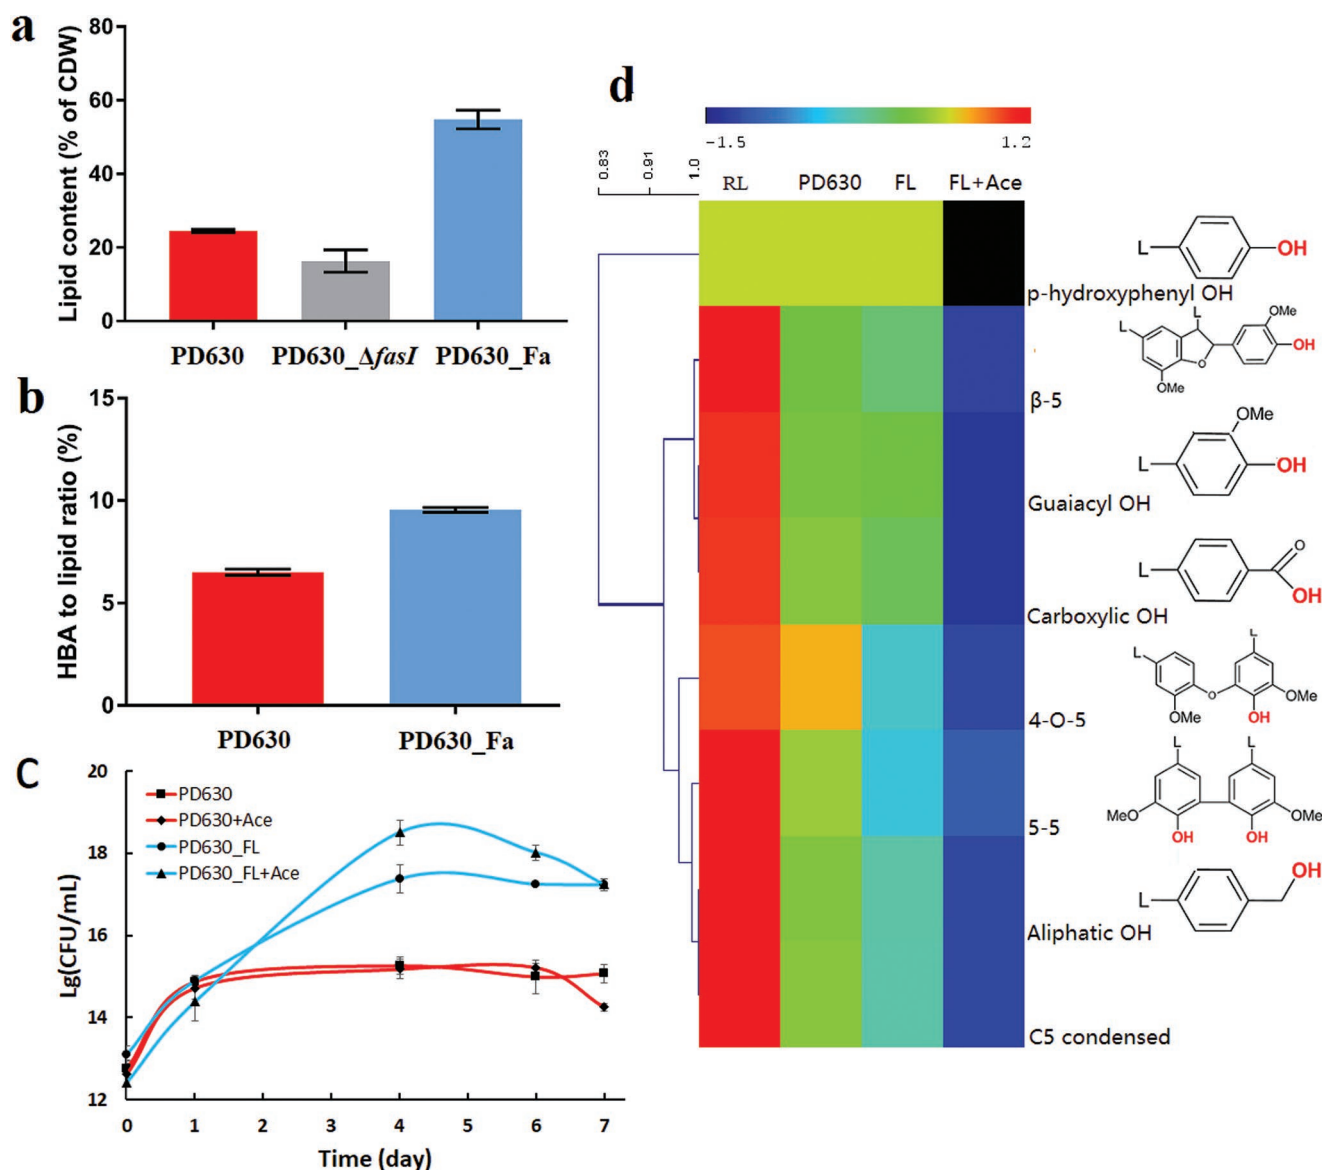 a
80
60
40
20
0
Lipid content (% of CDW)
PD630
PD630_ΔfasI
PD630_Fa
b
15
10
5
0
HBA to lipid ratio (%)
PD630
PD630_Fa
C
20
18
16
14
12
Lg(CFU/mL)
PD630
PD630+Ace
PD630_FL
PD630_FL+Ace
0 1 2 3 4 5 6 7
Time (day)
d
-1.5 1.2
0.83 0.91 1.0
RL PD630 FL FL+Ace
L OH
p-hydroxyphenyl OH
L L OMe
O OH
OMe
β-5
OMe
L OH
Guaiacyl OH
O
L
OH
Carboxylic OH
L L
O OMe
OMe OH
4-O-5
L L
MeO OMe
OH OH
5-5
OH
L
Aliphatic OH
C5 condensed